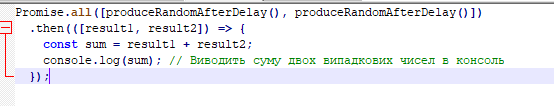 Promise.all([produceRandomAfterDelay(), produceRandomAfterDelay()])
  .then(([result1, result2]) => {
    const sum = result1 + result2;
    console.log(sum); // Виводить суму двох випадкових чисел в консоль
  });